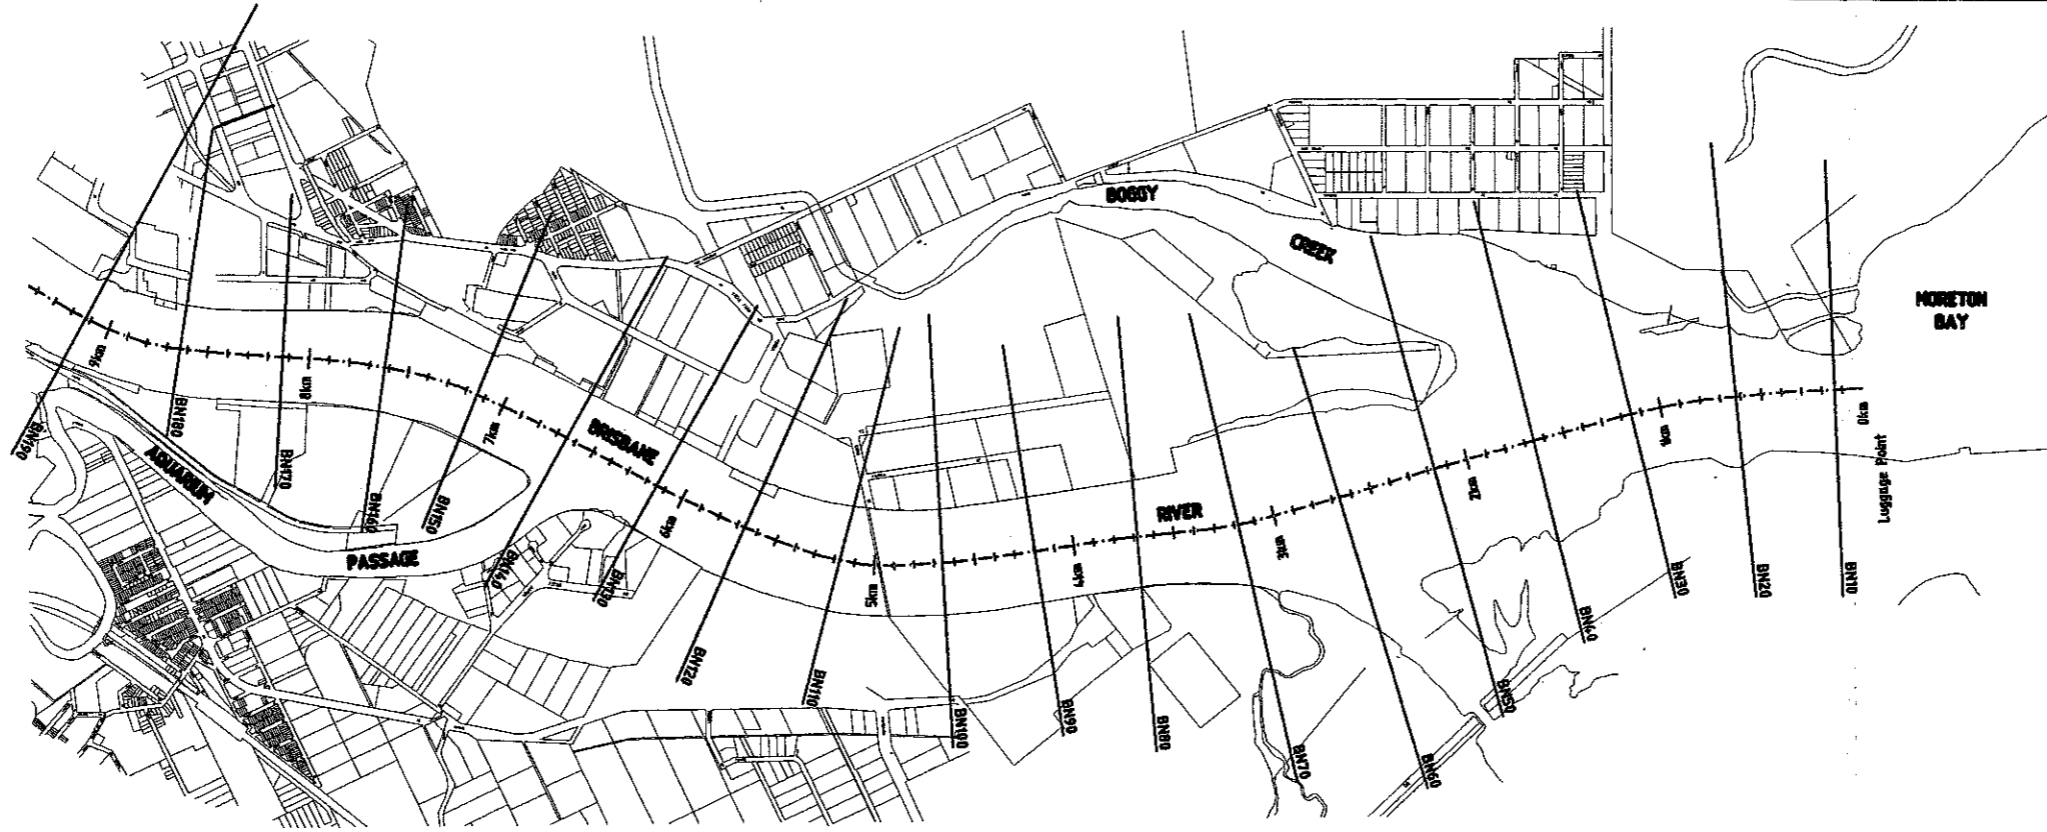 BOGGY
CREEK
MORETON
BAY
BRISBANE
RIVER
AQUARIUM
PASSAGE
9km
8km
7km
6km
5km
4km
3km
2km
1km
0km
Luggage Point
BN190
BN180
BN170
BN160
BN150
BN140
BN130
BN120
BN110
BN100
BN90
BN80
BN70
BN60
BN50
BN40
BN30
BN20
BN10